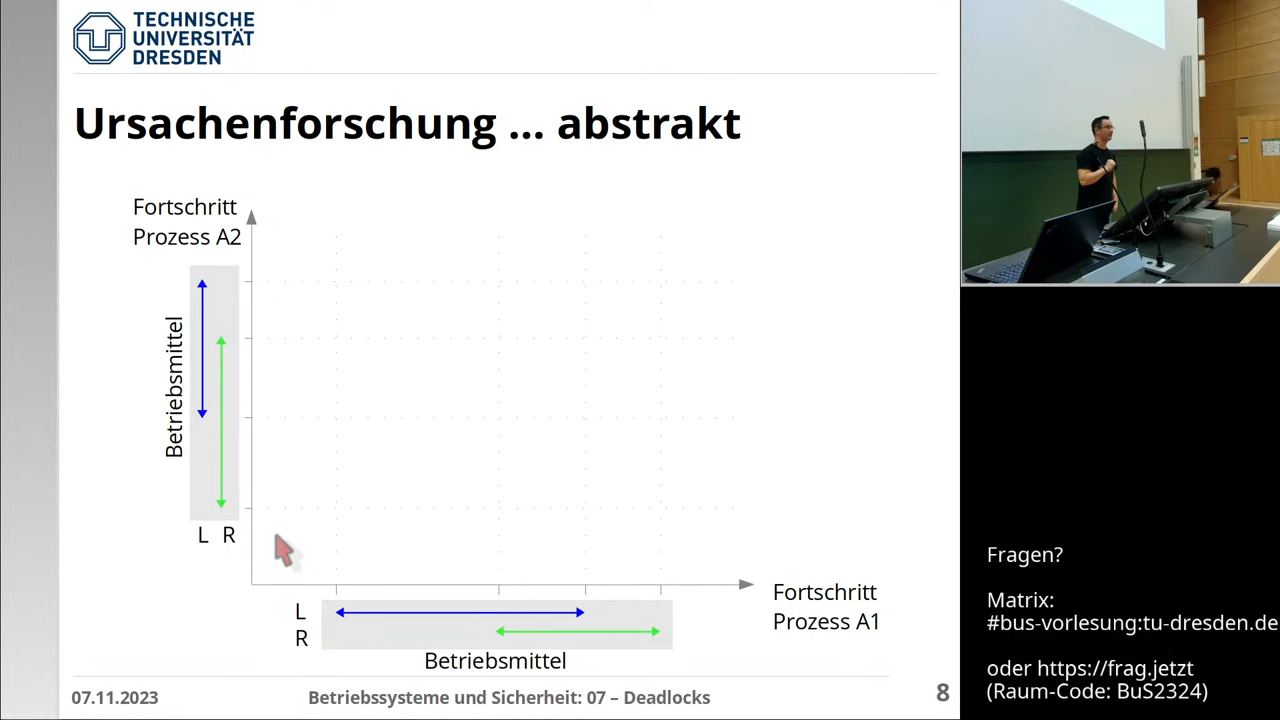 TECHNISCHE
UNIVERSITÄT
DRESDEN
Ursachenforschung ... abstrakt
Fortschritt
Prozess A2
Betriebsmittel
L R
L
R
Betriebsmittel
Fortschritt
Prozess A1
07.11.2023
Betriebssysteme und Sicherheit: 07 – Deadlocks
8
Fragen?
Matrix:
#bus-vorlesung:tu-dresden.de
oder https://frag.jetzt
(Raum-Code: BuS2324)